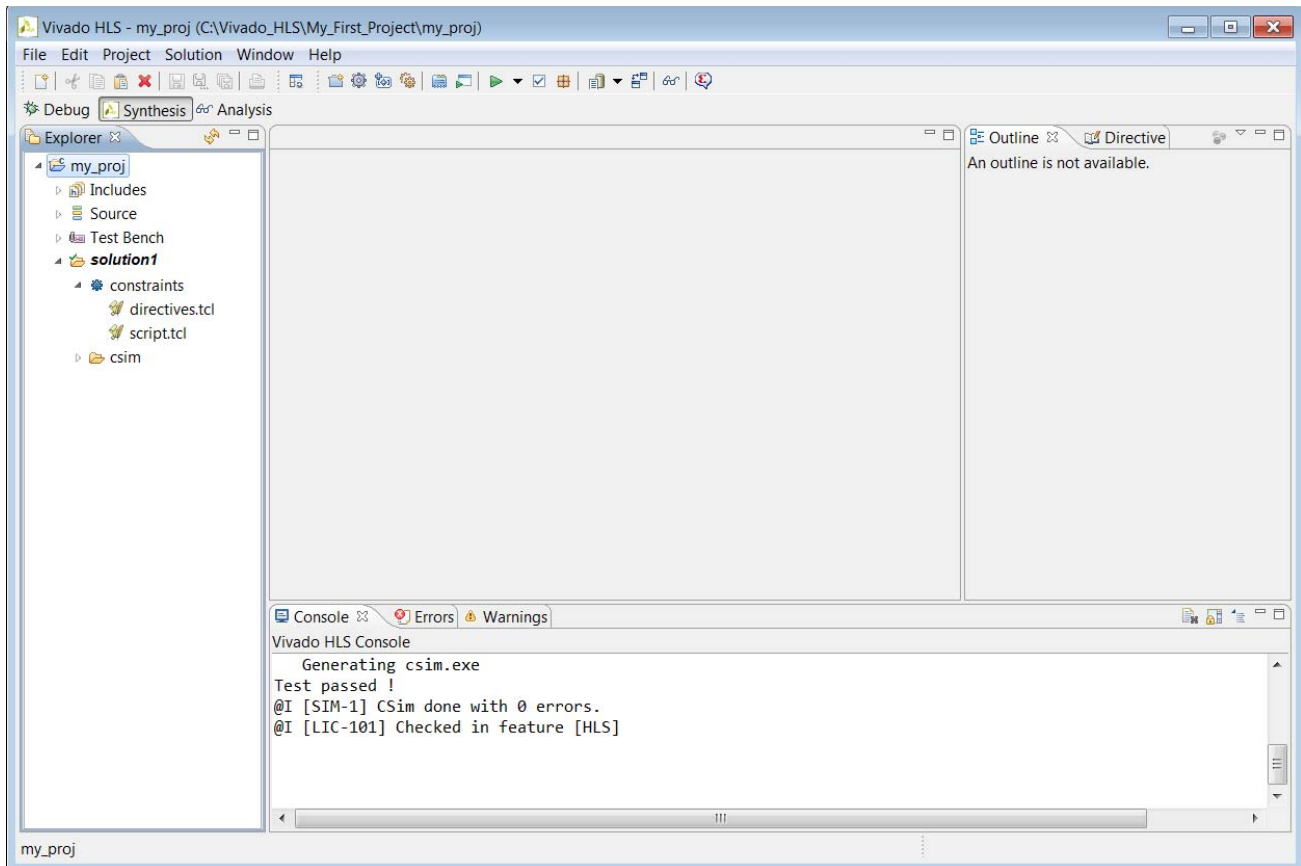 Vivado HLS - my_proj (C:\Vivado_HLS\My_First_Project\my_proj)
File Edit Project Solution Window Help
Debug Synthesis Analysis
Explorer
my_proj
Includes
Source
Test Bench
solution1
constraints
directives.tcl
script.tcl
csim
Outline Directive
An outline is not available.
Console Errors Warnings
Vivado HLS Console
Generating csim.exe
Test passed !
@I [SIM-1] CSim done with 0 errors.
@I [LIC-101] Checked in feature [HLS]
my_proj